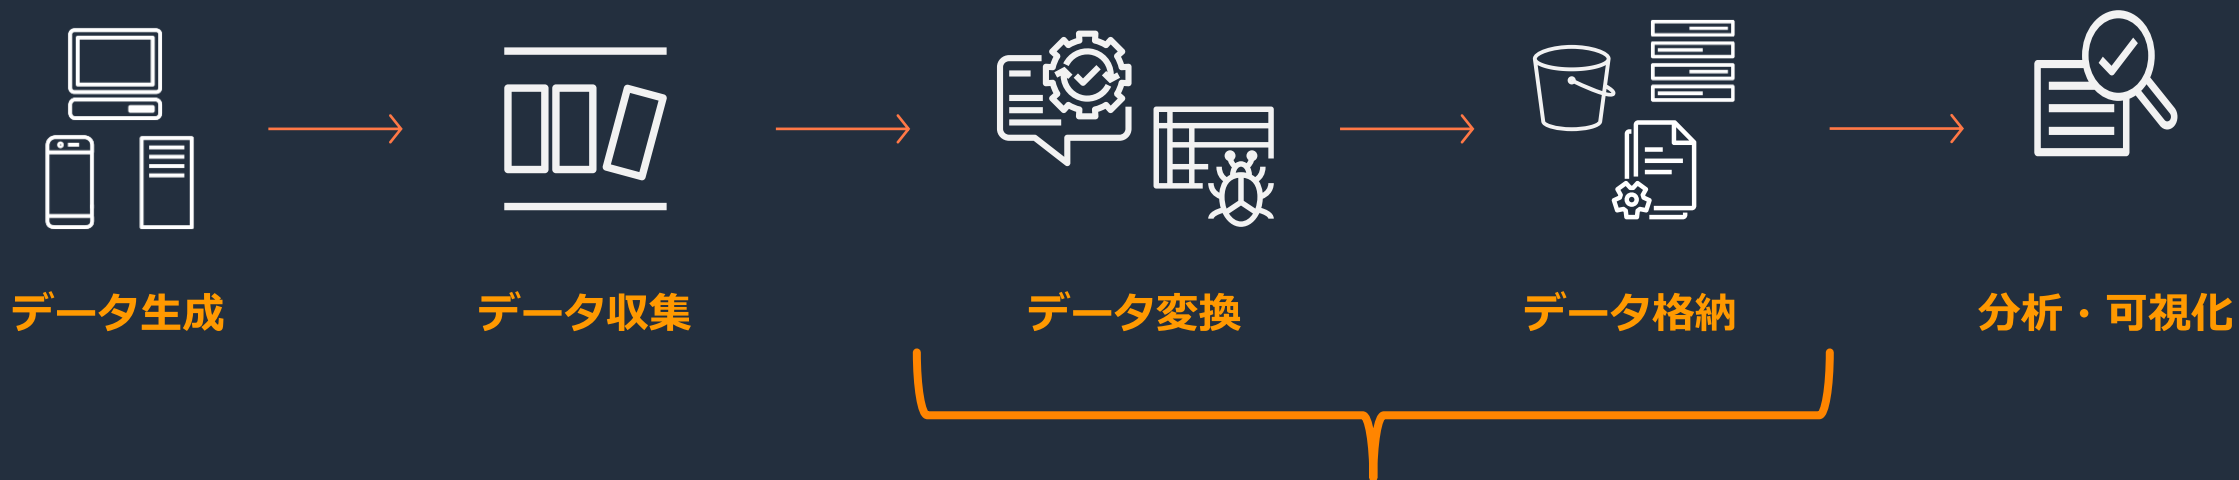 データ生成
データ収集
データ変換
データ格納
分析・可視化